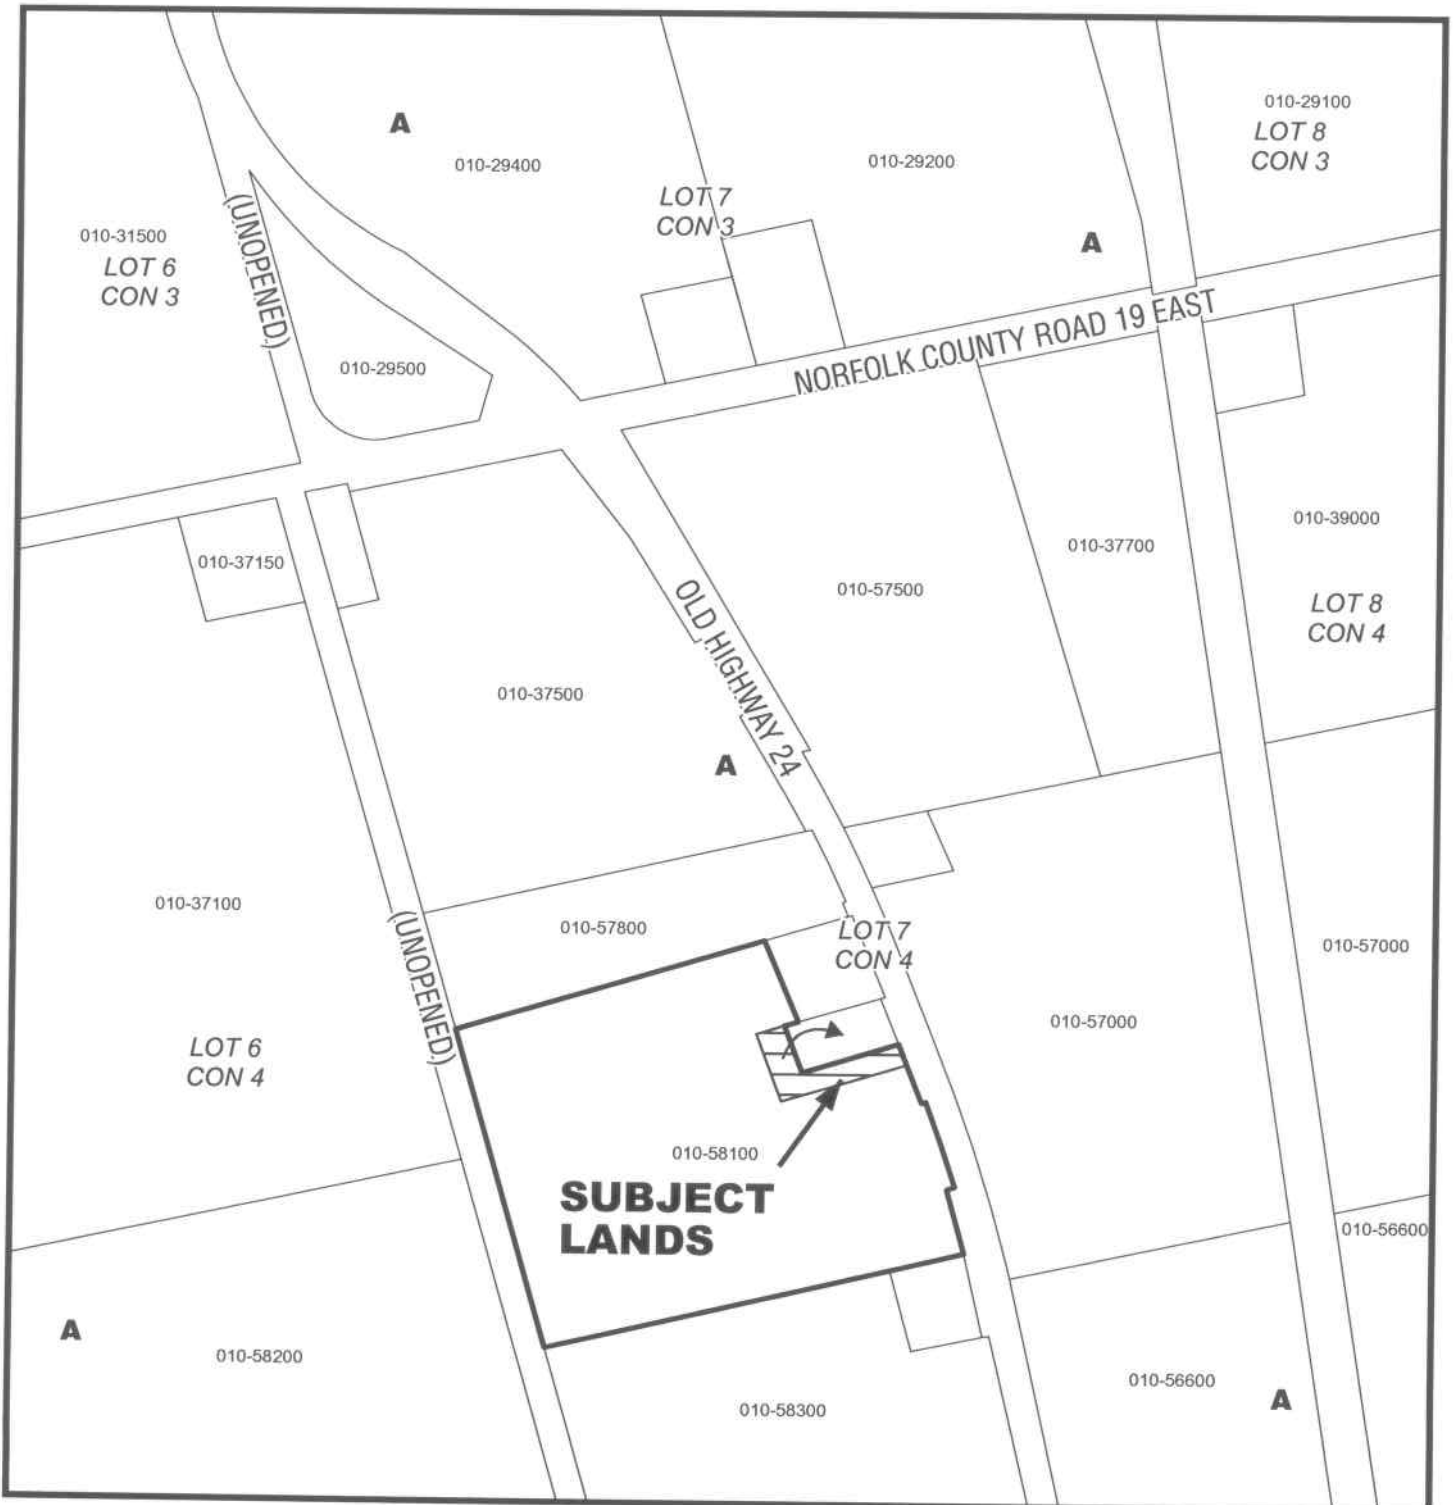 010-29100
LOT 8
CON 3
A
010-29400
010-29200
LOT 7
CON 3
(UNOPENED)
010-31500
LOT 6
CON 3
A
NORFOLK COUNTY ROAD 19 EAST
010-29500
010-37150
010-39000
010-37700
010-57500
LOT 8
CON 4
OLD HIGHWAY 24
010-37500
A
010-37100
010-57800
LOT 7
CON 4
(UNOPENED)
010-57000
010-57000
LOT 6
CON 4
010-58100
SUBJECT
LANDS
010-56600
A
010-58200
010-56600
A
010-58300